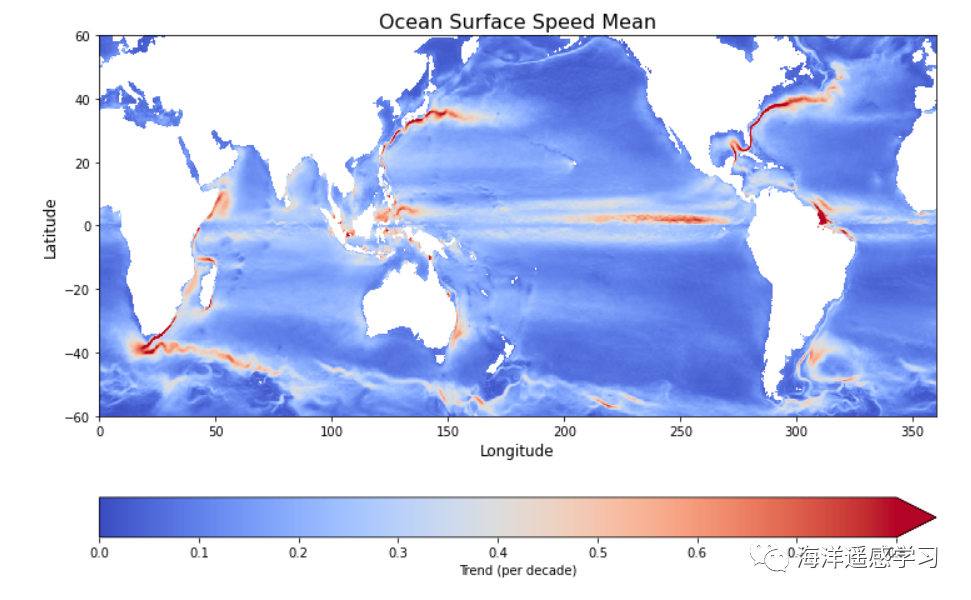 Ocean Surface Speed Mean
60
40
20
0
−20
−40
−60
Latitude
0 50 100 150 200 250 300 350
Longitude
0.0 0.1 0.2 0.3 0.4 0.5 0.6
Trend (per decade)
海洋遥感学习